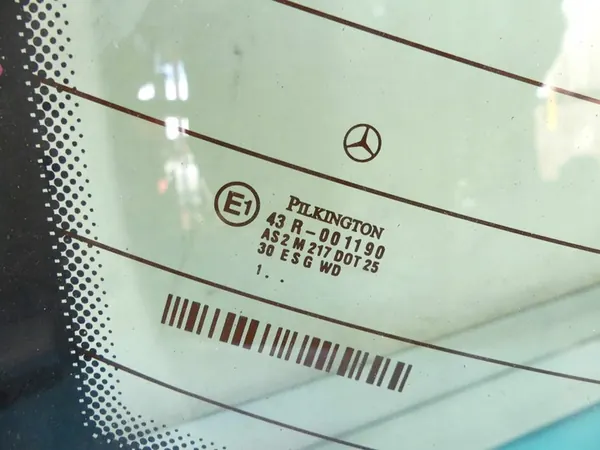 E1
PILKINGTON
43 R-001190
AS2 M 217 DOT 25
30 E S G WD
1. .